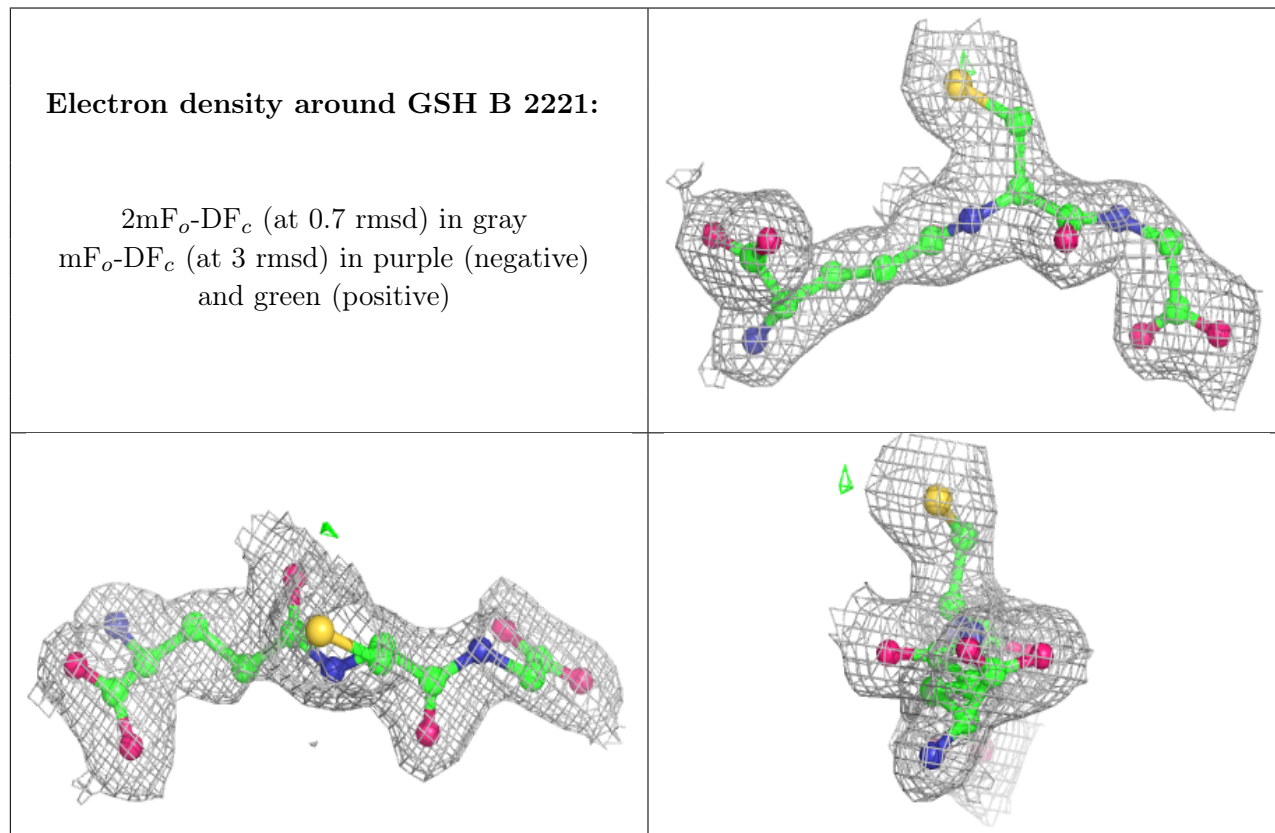 Electron density around GSH B 2221:
2mFₒ-DF𝒸 (at 0.7 rmsd) in gray
mFₒ-DF𝒸 (at 3 rmsd) in purple (negative)
and green (positive)